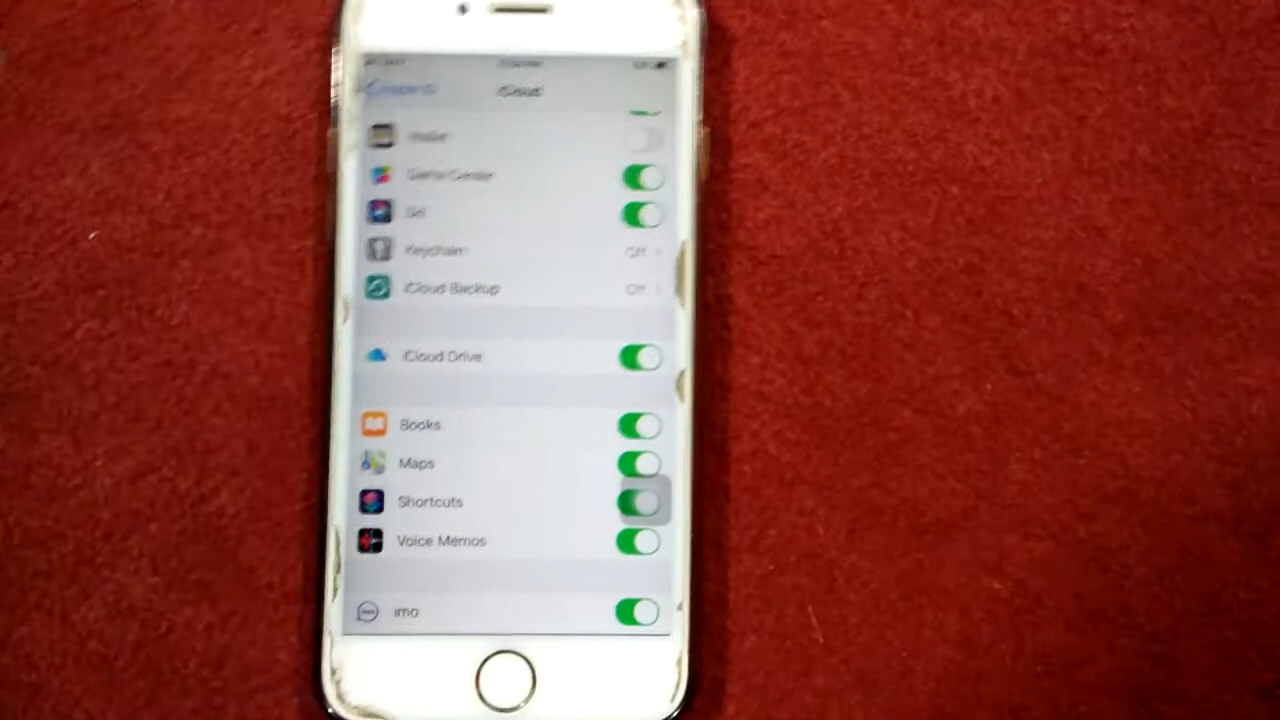 iCloud
Game Center
Siri
Keychain Off
iCloud Backup Off
iCloud Drive
Books
Maps
Shortcuts
Voice Memos
imo